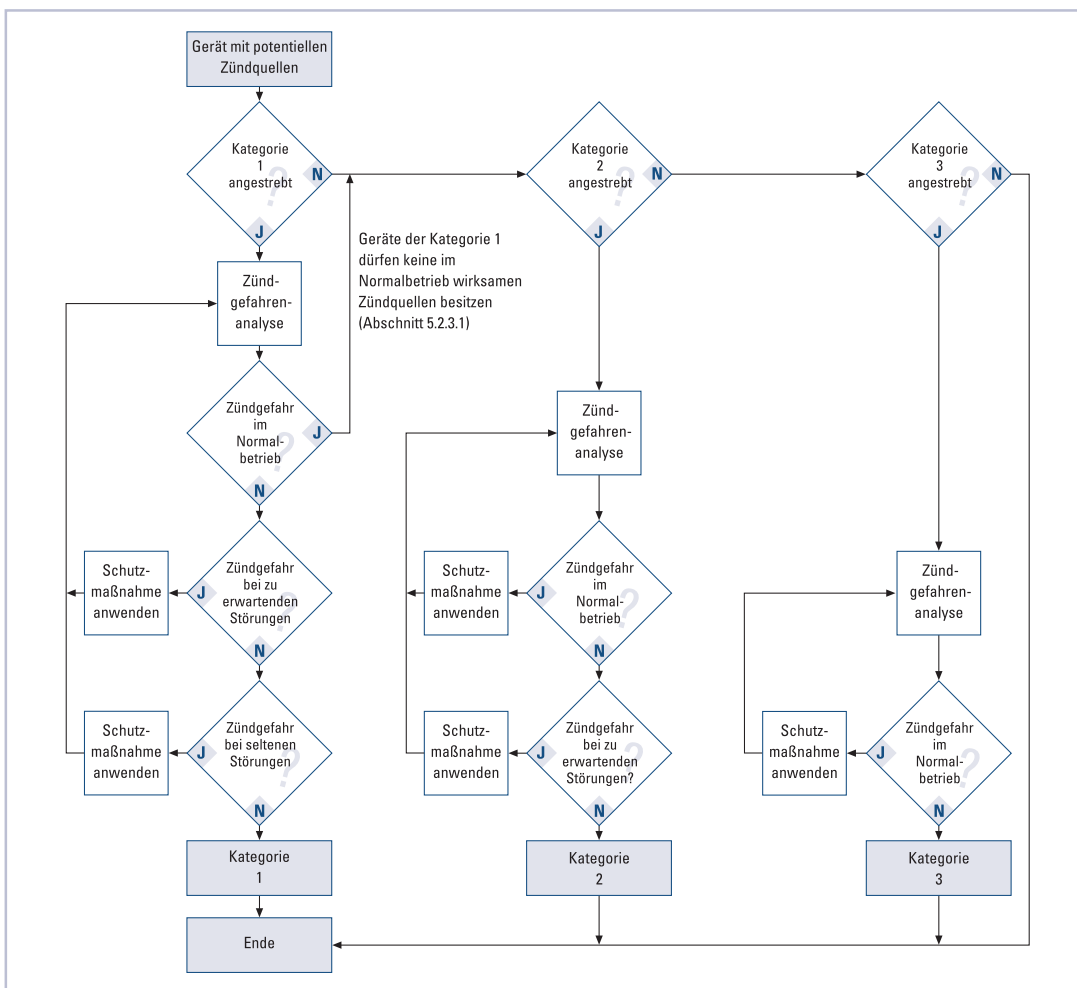 Gerät mit potentiellen
Zündquellen
Kategorie
1
angestrebt
?
N
J
Kategorie
2
angestrebt
?
N
J
Kategorie
3
angestrebt
?
N
J
Geräte der Kategorie 1
dürfen keine im
Normalbetrieb wirksamen
Zündquellen besitzen
(Abschnitt 5.2.3.1)
Zünd-
gefahren-
analyse
Zündgefahr
im
Normal-
betrieb
?
J
N
Schutz-
maßnahme
anwenden
J
Zündgefahr
bei zu
erwartenden
Störungen
?
N
Schutz-
maßnahme
anwenden
J
Zündgefahr
bei seltenen
Störungen
?
N
Kategorie
1
Ende
Zünd-
gefahren-
analyse
Schutz-
maßnahme
anwenden
J
Zündgefahr
im
Normal-
betrieb
?
N
Schutz-
maßnahme
anwenden
J
Zündgefahr
bei zu
erwartenden
Störungen?
?
N
Kategorie
2
Zünd-
gefahren-
analyse
Schutz-
maßnahme
anwenden
J
Zündgefahr
im
Normal-
betrieb
?
N
Kategorie
3